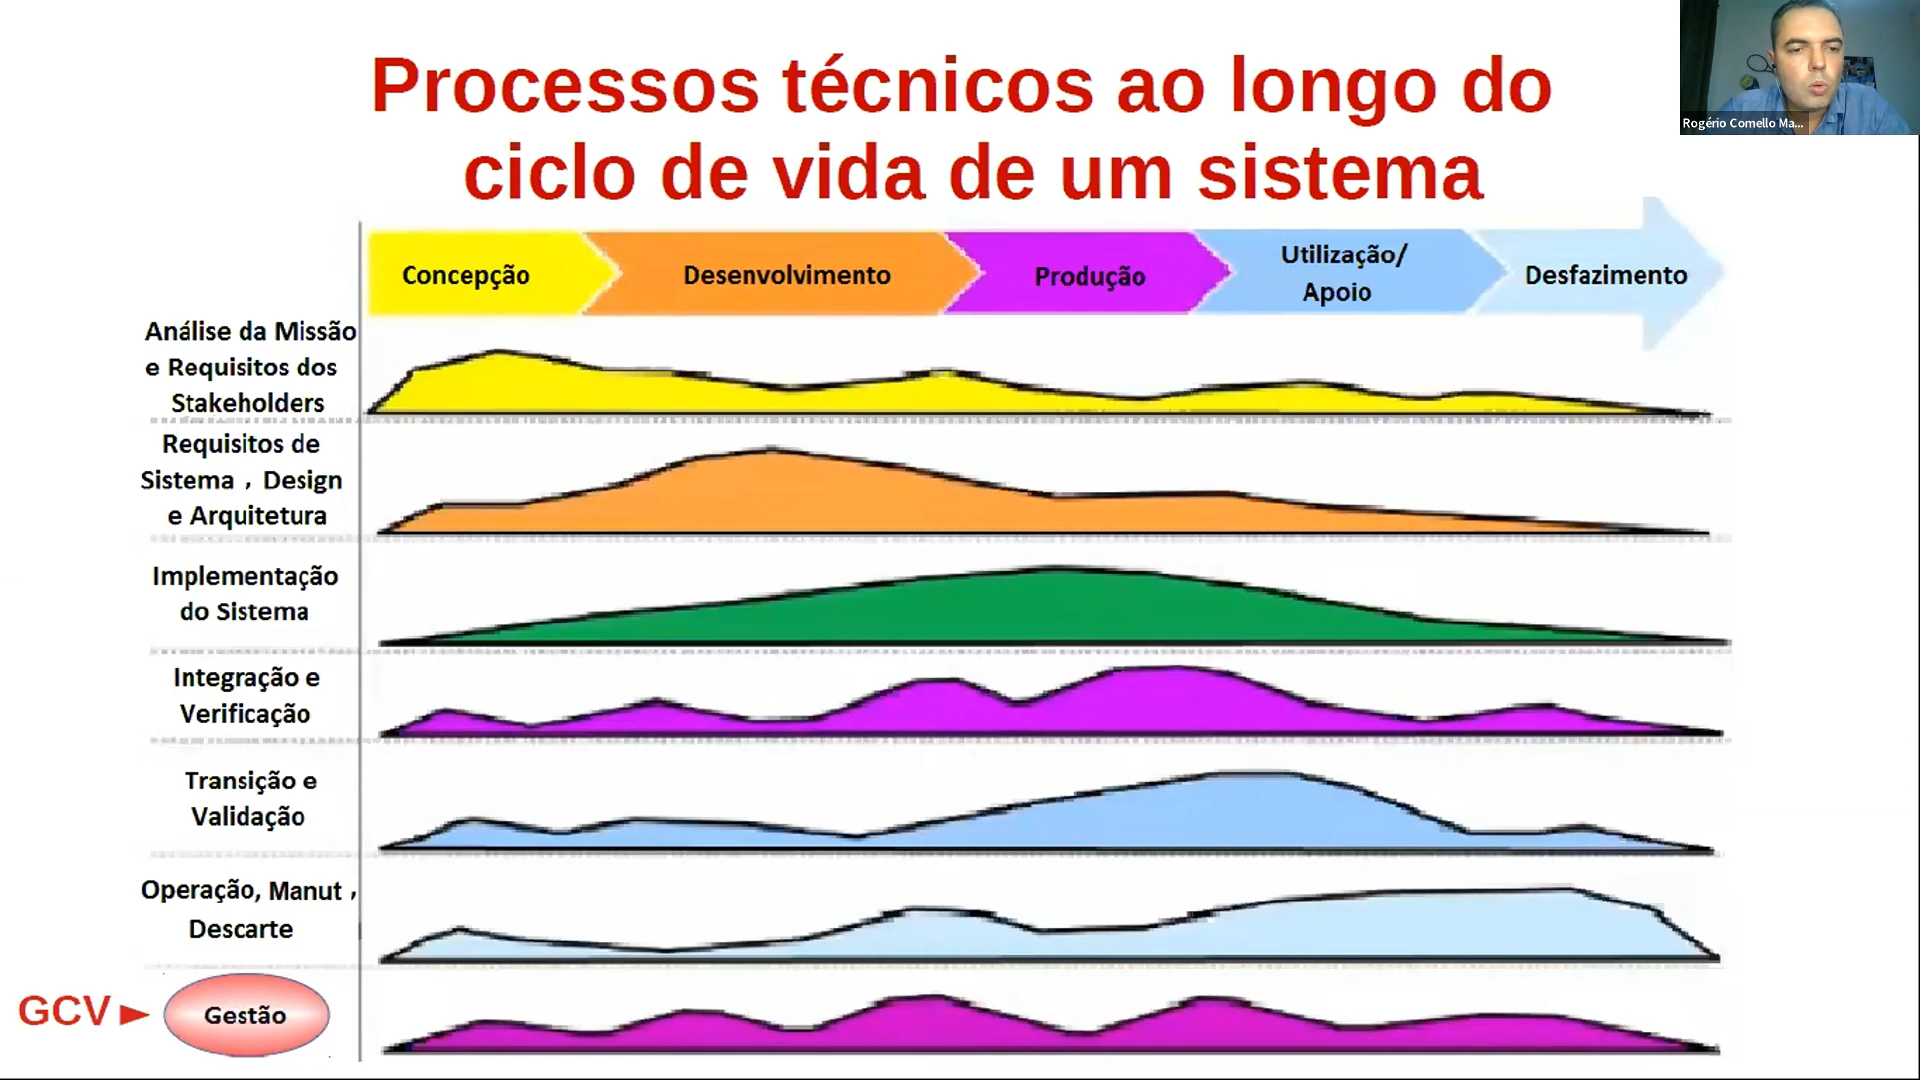 Processos técnicos ao longo do
ciclo de vida de um sistema
Rogério Comello Ma...
Concepção
Desenvolvimento
Produção
Utilização/
Apoio
Desfazimento
Análise da Missão
e Requisitos dos
Stakeholders
Requisitos de
Sistema , Design
e Arquitetura
Implementação
do Sistema
Integração e
Verificação
Transição e
Validação
Operação, Manut ,
Descarte
GCV
Gestão